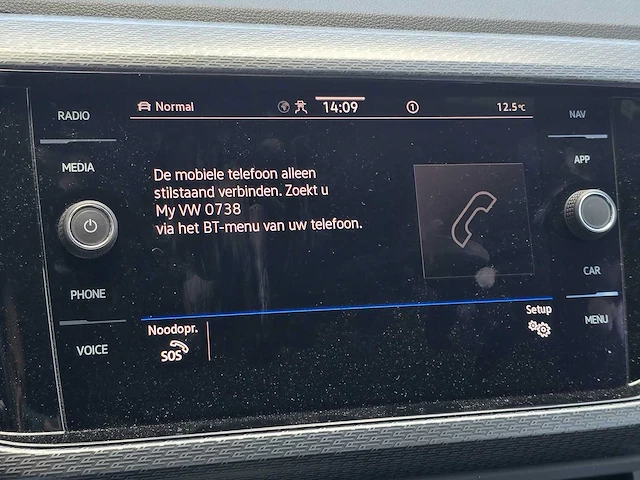 RADIO
MEDIA
PHONE
VOICE
Normal
14:09
1
12.5°C
De mobiele telefoon alleen
stilstaand verbinden. Zoekt u
My VW 0738
via het BT-menu van uw telefoon.
Noodopr.
SOS
Setup
NAV
APP
CAR
MENU